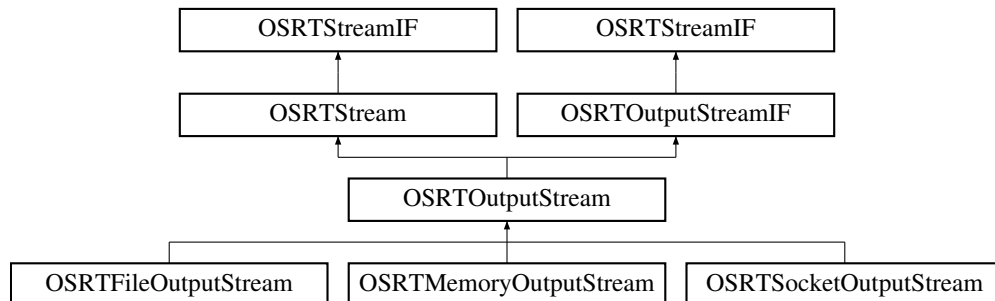 OSRTStreamIF
OSRTStreamIF
OSRTStream
OSRTOutputStreamIF
OSRTOutputStream
OSRTFileOutputStream
OSRTMemoryOutputStream
OSRTSocketOutputStream